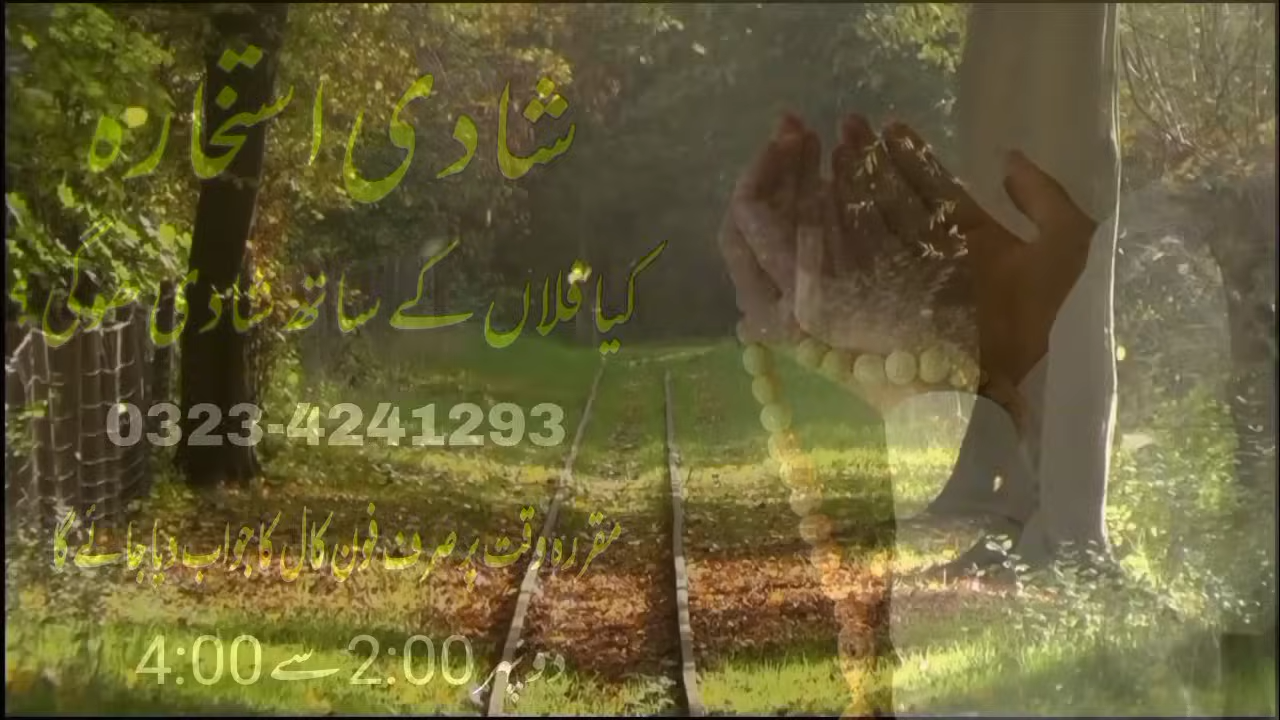 شادی استخارہ
کیا فلاں کے ساتھ شادی ہوگی
0323-4241293
مقررہ وقت پر صرف فون کال کا جواب دیا جائے گا
دوپہر 2:00 سے 4:00